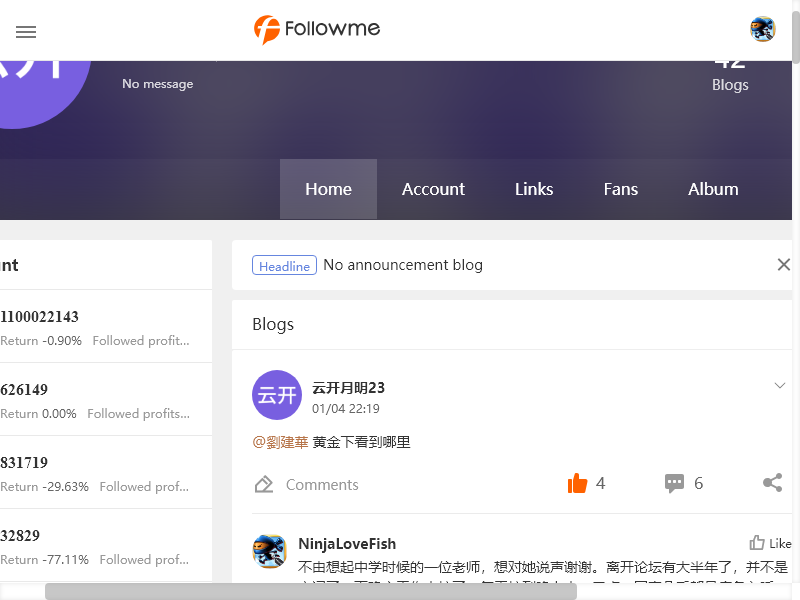 Followme
云开
No message
42
Blogs
Home
Account
Links
Fans
Album
nt
1100022143
Return -0.90% Followed profit...
626149
Return 0.00% Followed profits...
831719
Return -29.63% Followed prof...
32829
Return -77.11% Followed prof...
Headline No announcement blog
Blogs
云开
云开月明23
01/04 22:19
@劉建華 黄金下看到哪里
Comments
4
6
NinjaLoveFish
Like
不由想起中学时候的一位老师，想对她说声谢谢。离开论坛有大半年了，并不是